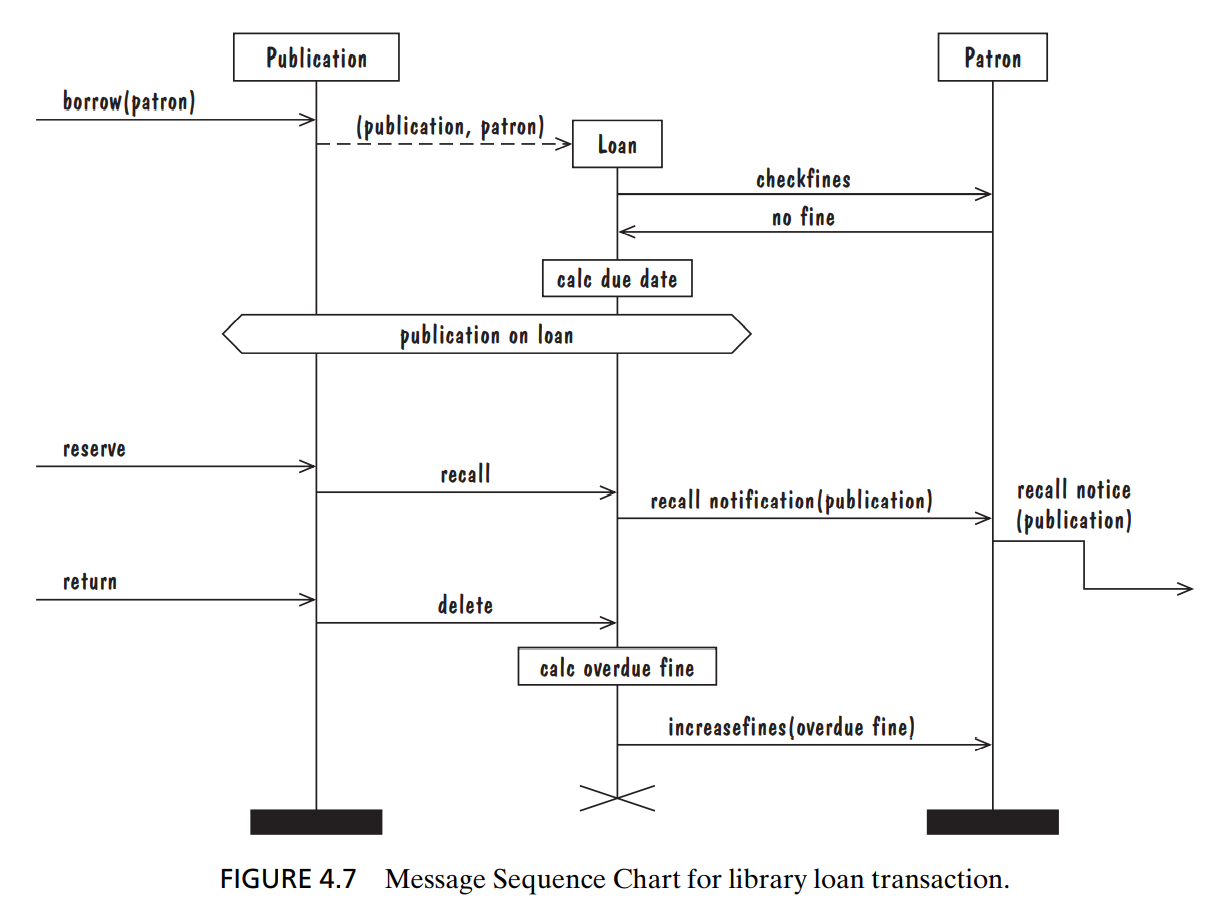 Publication
Patron
borrow(patron)
(publication, patron)
Loan
checkfines
no fine
calc due date
publication on loan
reserve
recall
recall notification(publication)
recall notice
(publication)
return
delete
calc overdue fine
increasefines(overdue fine)
FIGURE 4.7 Message Sequence Chart for library loan transaction.